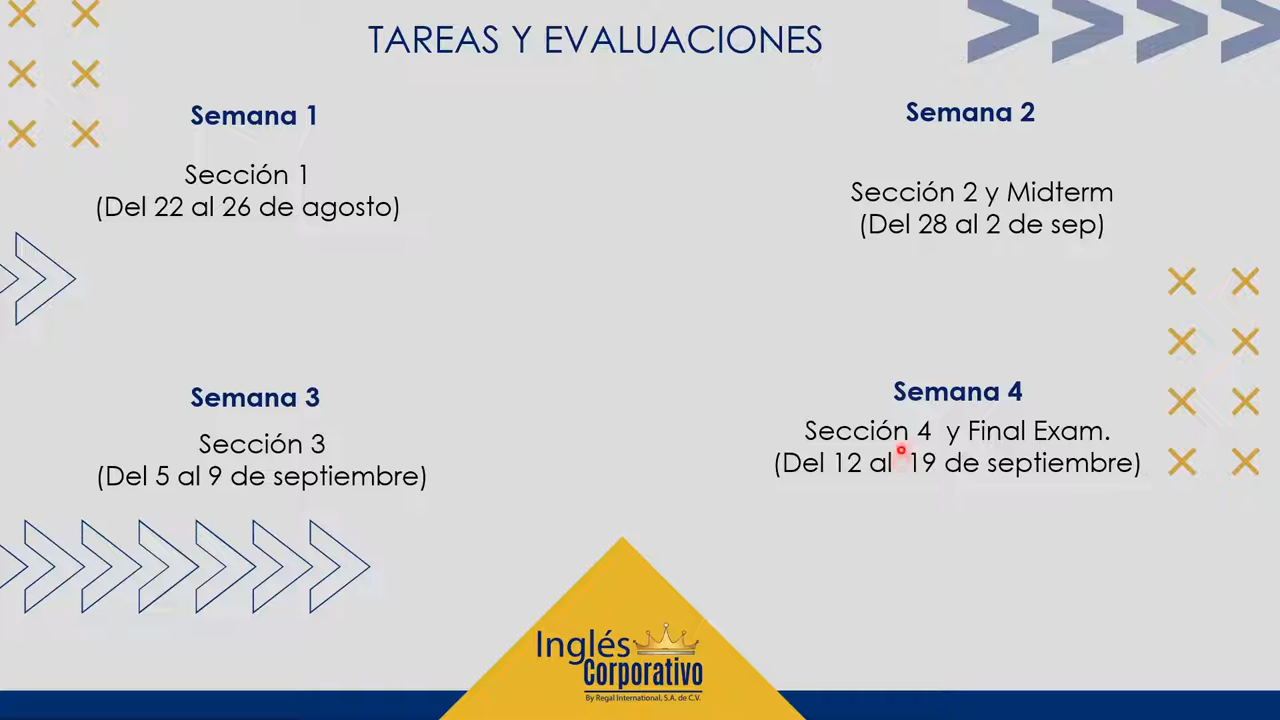 TAREAS Y EVALUACIONES
Semana 1
Sección 1
(Del 22 al 26 de agosto)
Semana 2
Sección 2 y Midterm
(Del 28 al 2 de sep)
Semana 3
Sección 3
(Del 5 al 9 de septiembre)
Semana 4
Sección 4 y Final Exam.
(Del 12 al 19 de septiembre)
Inglés
Corporativo
By Regal International, S.A. de C.V.